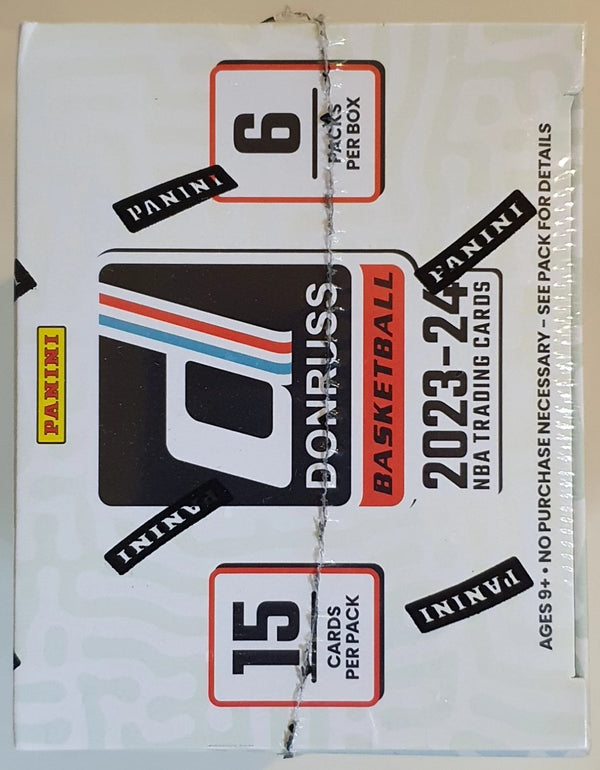 PANINI
15
CARDS
PER PACK
6
PACKS
PER BOX
DONRUSS
BASKETBALL
2023-24
NBA TRADING CARDS
AGES 9+ • NO PURCHASE NECESSARY – SEE PACK FOR DETAILS
PANINI
PANINI
PANINI
PANINI